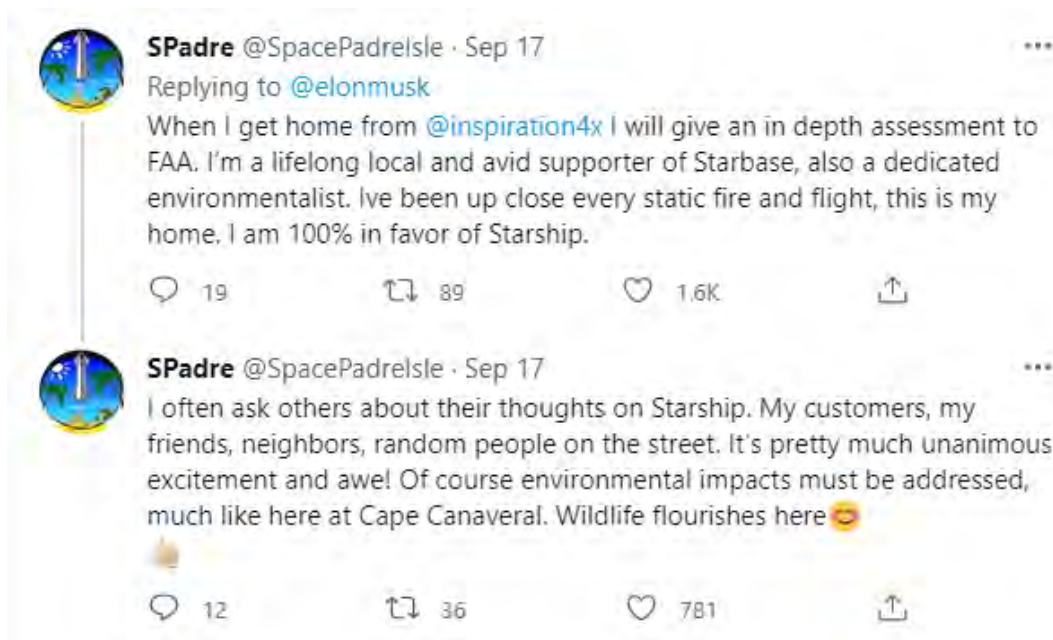 SPadre @SpacePadreIsle · Sep 17
Replying to @elonmusk
When I get home from @inspiration4x I will give an in depth assessment to
FAA. I'm a lifelong local and avid supporter of Starbase, also a dedicated
environmentalist. Ive been up close every static fire and flight, this is my
home. I am 100% in favor of Starship.
19 89 1.6K
SPadre @SpacePadreIsle · Sep 17
I often ask others about their thoughts on Starship. My customers, my
friends, neighbors, random people on the street. It's pretty much unanimous
excitement and awe! Of course environmental impacts must be addressed,
much like here at Cape Canaveral. Wildlife flourishes here
12 36 781